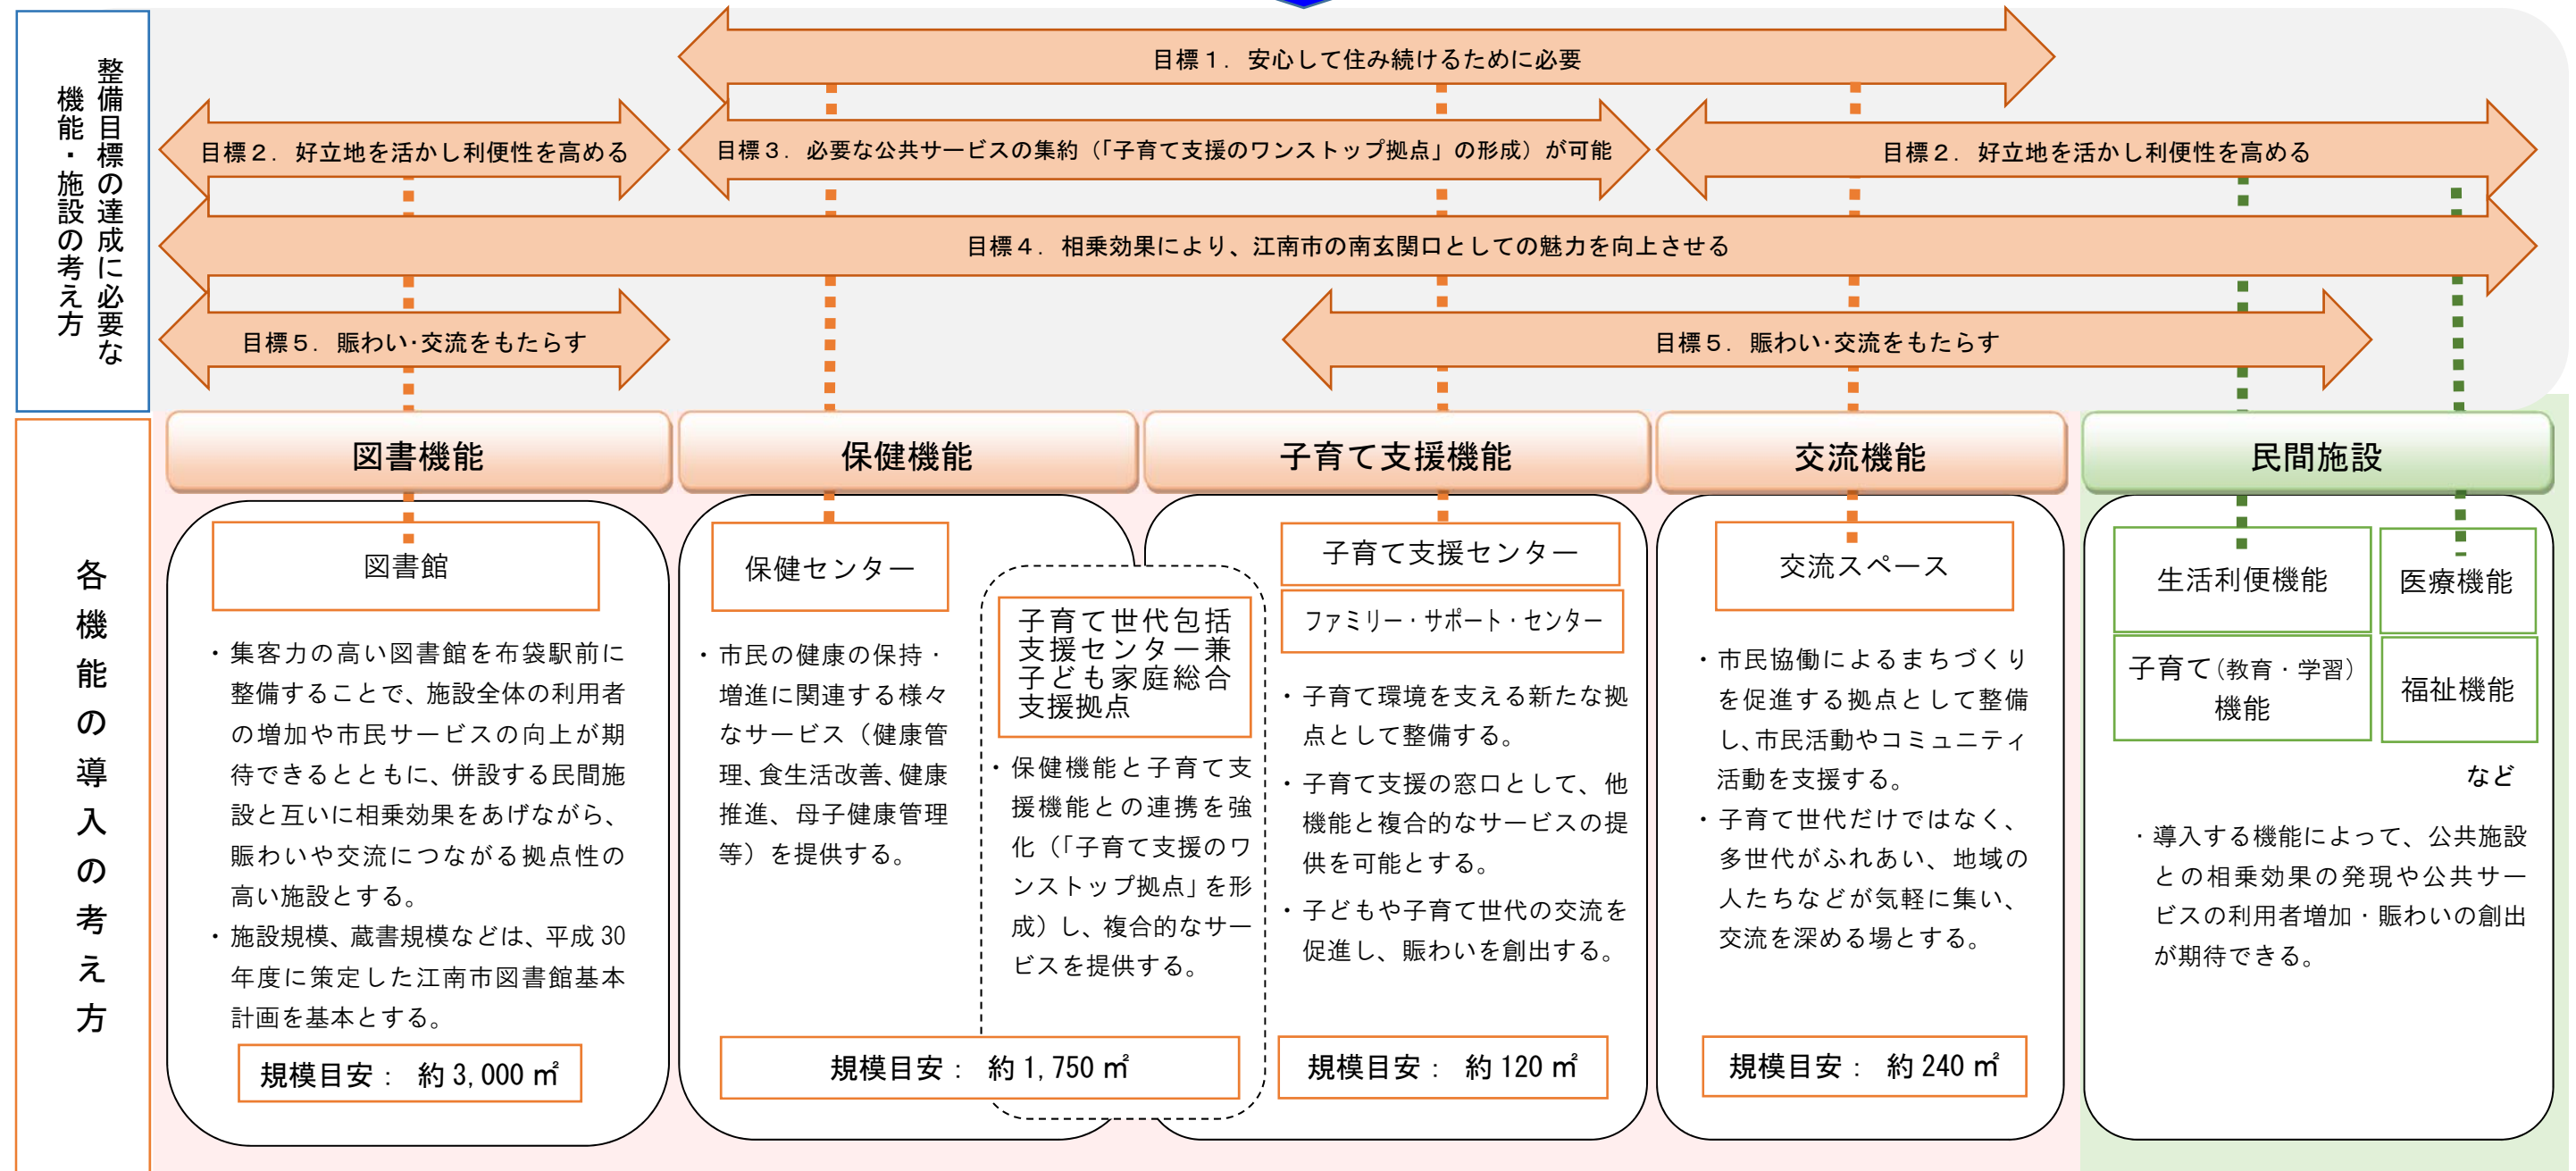 整備目標の達成に必要な
機能・施設の考え方
目標１．安心して住み続けるために必要
目標２．好立地を活かし利便性を高める
目標３．必要な公共サービスの集約（「子育て支援のワンストップ拠点」の形成）が可能
目標２．好立地を活かし利便性を高める
目標４．相乗効果により、江南市の南玄関口としての魅力を向上させる
目標５．賑わい・交流をもたらす
目標５．賑わい・交流をもたらす
各機能の導入の考え方
図書機能
図書館
・集客力の高い図書館を布袋駅前に
整備することで、施設全体の利用者
の増加や市民サービスの向上が期
待できるとともに、併設する民間施
設と互いに相乗効果をあげながら、
賑わいや交流につながる拠点性の
高い施設とする。
・施設規模、蔵書規模などは、平成30
年度に策定した江南市図書館基本
計画を基本とする。
規模目安： 約3,000㎡
保健機能
保健センター
・市民の健康の保持・
増進に関連する様々
なサービス（健康管
理、食生活改善、健康
推進、母子健康管理
等）を提供する。
子育て世代包括
支援センター兼
子ども家庭総合
支援拠点
・保健機能と子育て支
援機能との連携を強
化（「子育て支援のワ
ンストップ拠点」を形
成）し、複合的なサー
ビスを提供する。
規模目安： 約1,750㎡
子育て支援機能
子育て支援センター
ファミリー・サポート・センター
・子育て環境を支える新たな拠
点として整備する。
・子育て支援の窓口として、他
機能と複合的なサービスの提
供を可能とする。
・子どもや子育て世代の交流を
促進し、賑わいを創出する。
規模目安： 約120㎡
交流機能
交流スペース
・市民協働によるまちづくり
を促進する拠点として整備
し、市民活動やコミュニティ
活動を支援する。
・子育て世代だけではなく、
多世代がふれあい、地域の
人たちなどが気軽に集い、
交流を深める場とする。
規模目安： 約240㎡
民間施設
生活利便機能
医療機能
子育て（教育・学習）
機能
福祉機能
など
・導入する機能によって、公共施設
との相乗効果の発現や公共サー
ビスの利用者増加・賑わいの創出
が期待できる。